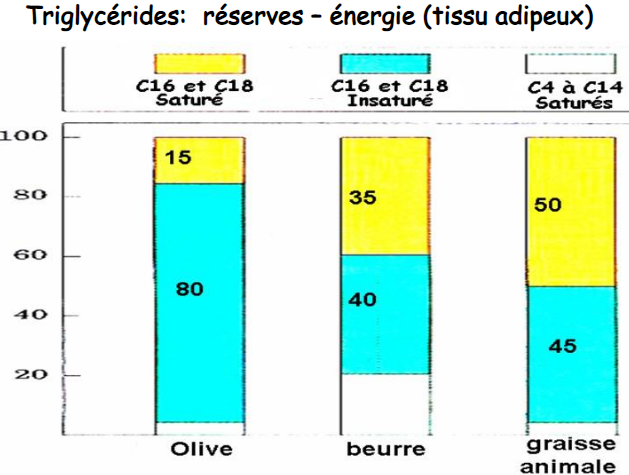 Triglycérides: réserves – énergie (tissu adipeux)
C16 et C18
Saturé
C16 et C18
Insaturé
C4 à C14
Saturés
100
80
60
40
20
15
80
35
40
50
45
Olive
beurre
graisse
animale